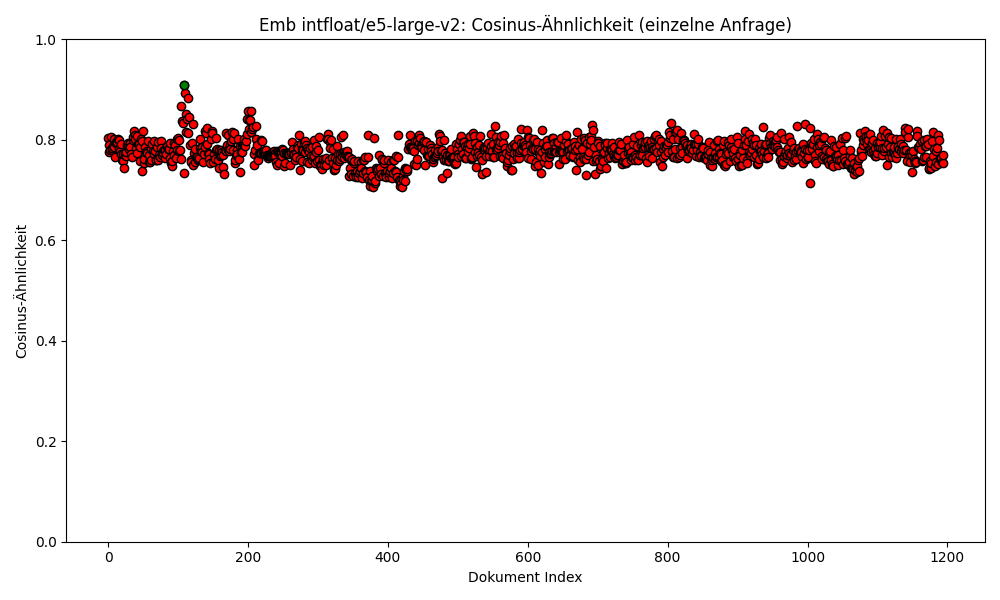 Emb intfloat/e5-large-v2: Cosinus-Ähnlichkeit (einzelne Anfrage)
1.0
0.8
0.6
0.4
0.2
0.0
Cosinus-Ähnlichkeit
0 200 400 600 800 1000 1200
Dokument Index